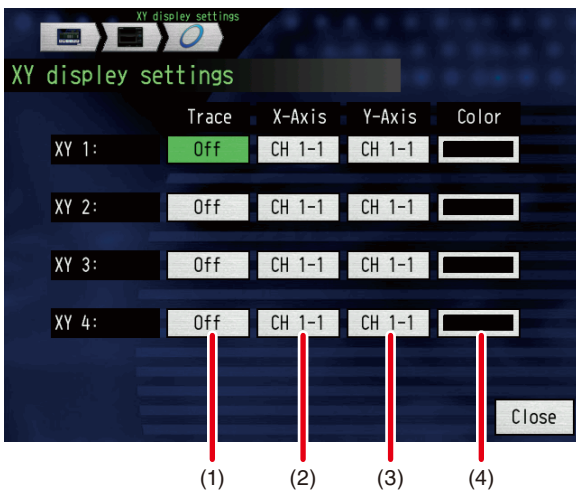 XY display settings
XY display settings
Trace X-Axis Y-Axis Color
XY 1: Off CH 1-1 CH 1-1
XY 2: Off CH 1-1 CH 1-1
XY 3: Off CH 1-1 CH 1-1
XY 4: Off CH 1-1 CH 1-1
Close
(1) (2) (3) (4)